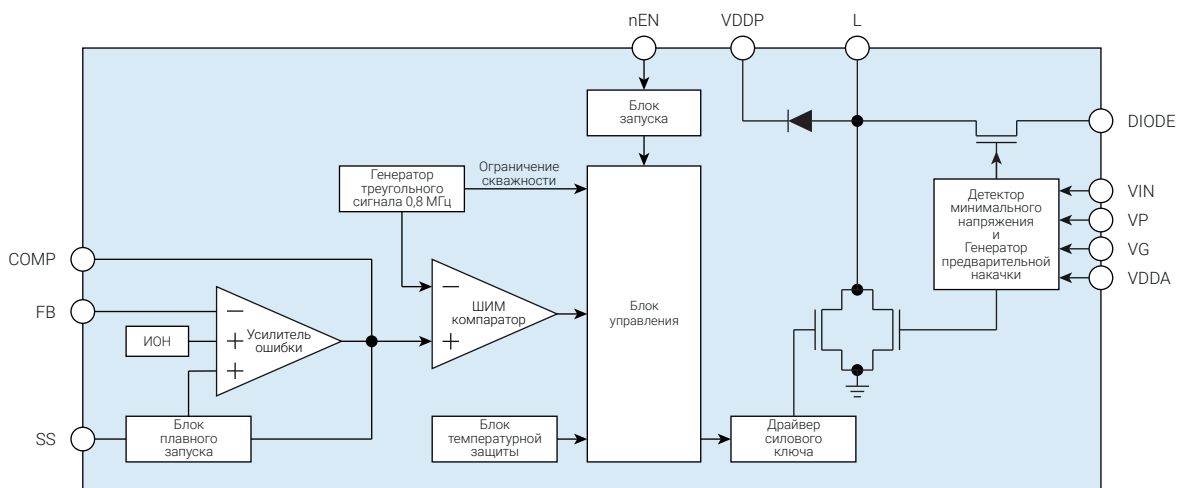 nEN
VDDP
L
Блок
запуска
DIODE
Ограничение
скважности
Генератор
треугольного
сигнала 0,8 МГц
Детектор
минимального
напряжения
и
Генератор
предварительной
накачки
VIN
VP
VG
VDDA
COMP
FB
ИОН
−
+
+
Усилитель
ошибки
−
+
ШИМ
компаратор
Блок
управления
SS
Блок
плавного
запуска
Блок
температурной
защиты
Драйвер
силового
ключа